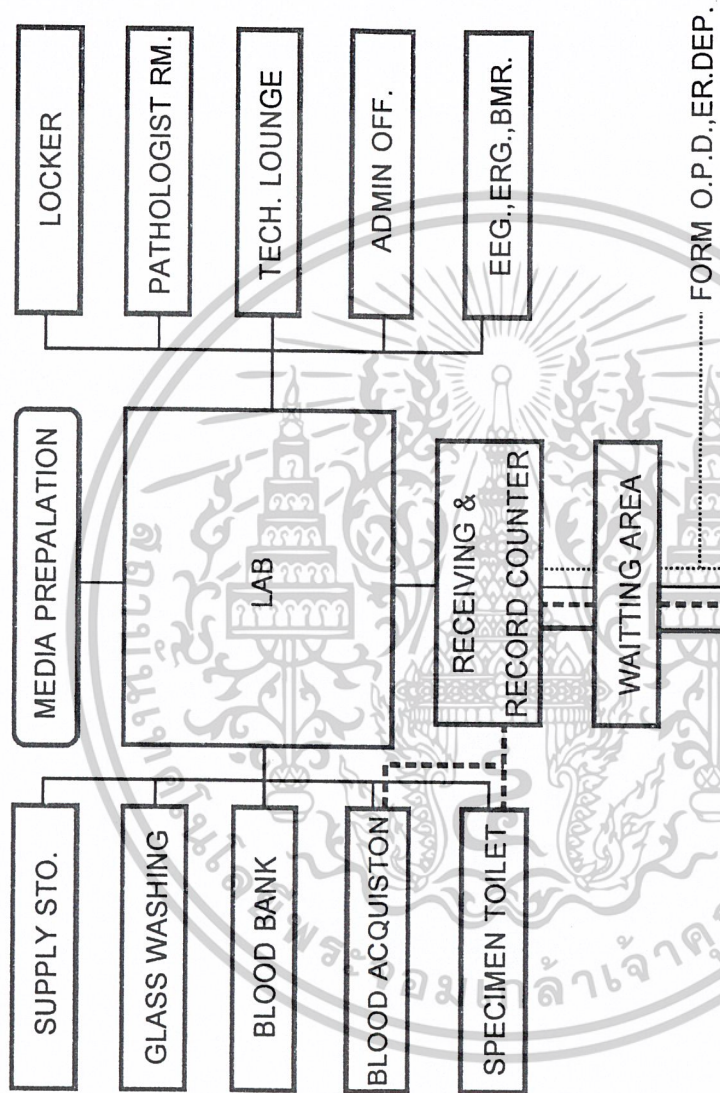 LOCKER
PATHOLOGIST RM.
TECH. LOUNGE
ADMIN OFF.
EEG.,ERG.,BMR.
MEDIA PREPALATION
LAB
RECEIVING &
RECORD COUNTER
WAITTING AREA
FORM O.P.D.,ER.DEP.
SUPPLY STO.
GLASS WASHING
BLOOD BANK
BLOOD ACQUISTON
SPECIMEN TOILET